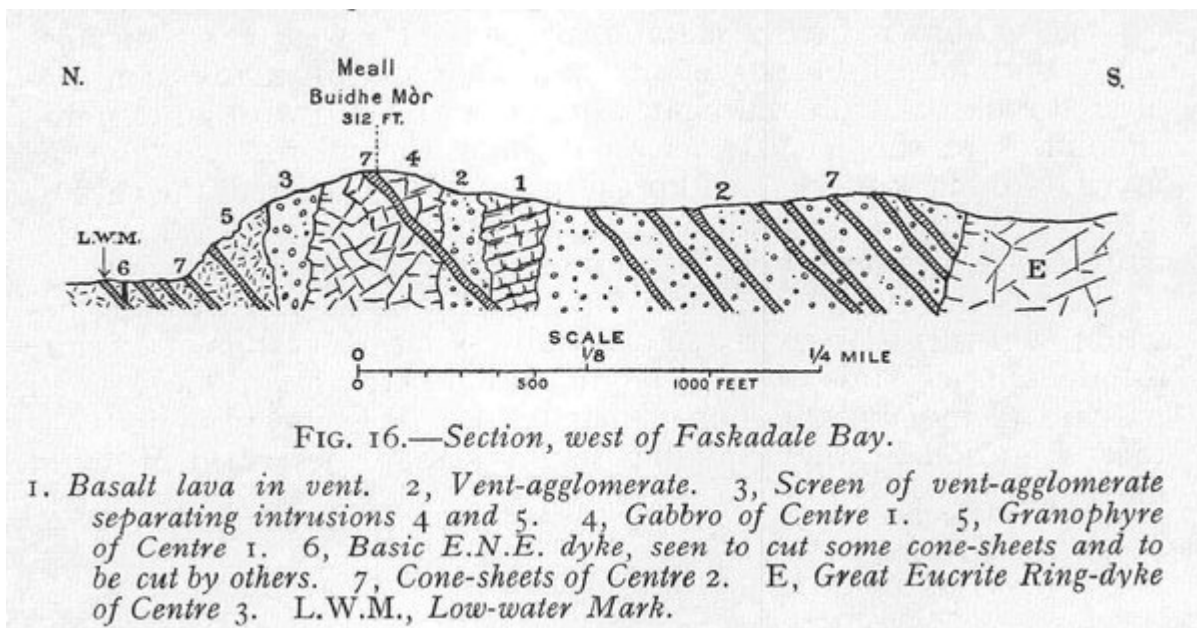 N.
Meall
Buidhe Mòr
312 FT.
S.
7
4
3
2
1
2
7
5
L.W.M.
6
7
E
SCALE
0
1/8
1/4 MILE
0
500
1000 FEET
FIG. 16.—Section, west of Faskadale Bay.
1. Basalt lava in vent. 2, Vent-agglomerate. 3, Screen of vent-agglomerate
separating intrusions 4 and 5. 4, Gabbro of Centre 1. 5, Granophyre
of Centre 1. 6, Basic E.N.E. dyke, seen to cut some cone-sheets and to
be cut by others. 7, Cone-sheets of Centre 2. E, Great Eucrite Ring-dyke
of Centre 3. L.W.M., Low-water Mark.